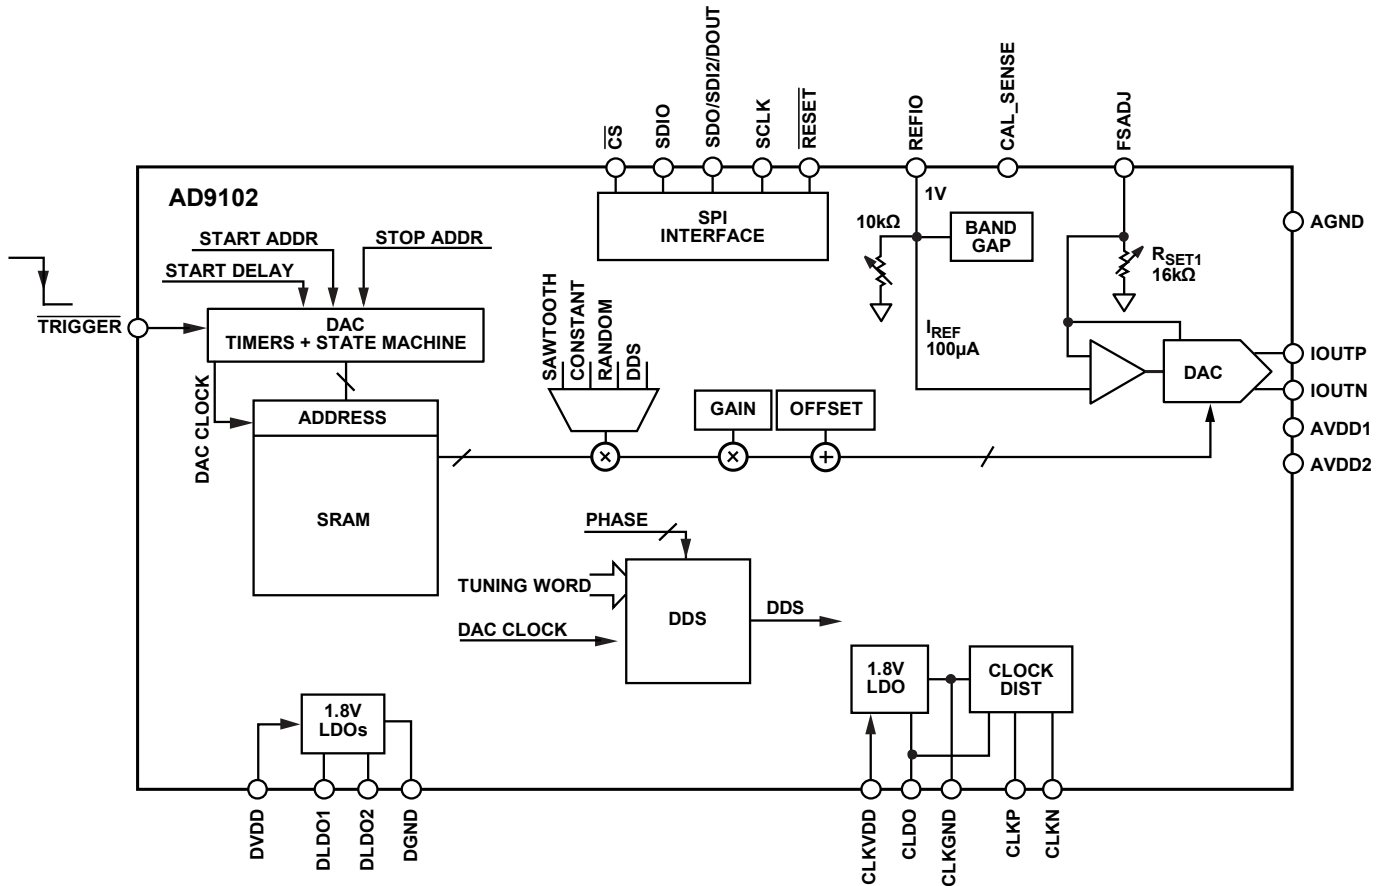 CS
SDIO
SDO/SDI2/DOUT
SCLK
RESET
REFIO
CAL_SENSE
FSADJ
AD9102
SPI
INTERFACE
1V
10kΩ
BAND
GAP
AGND
START ADDR
STOP ADDR
START DELAY
RSET1
16kΩ
TRIGGER
DAC
TIMERS + STATE MACHINE
SAWTOOTH
CONSTANT
RANDOM
DDS
IREF
100µA
DAC
IOUTP
IOUTN
AVDD1
AVDD2
DAC CLOCK
ADDRESS
SRAM
GAIN
OFFSET
×
×
+
PHASE
TUNING WORD
DAC CLOCK
DDS
DDS
1.8V
LDO
CLOCK
DIST
1.8V
LDOs
DVDD
DLDO1
DLDO2
DGND
CLKVDD
CLDO
CLKGND
CLKP
CLKN